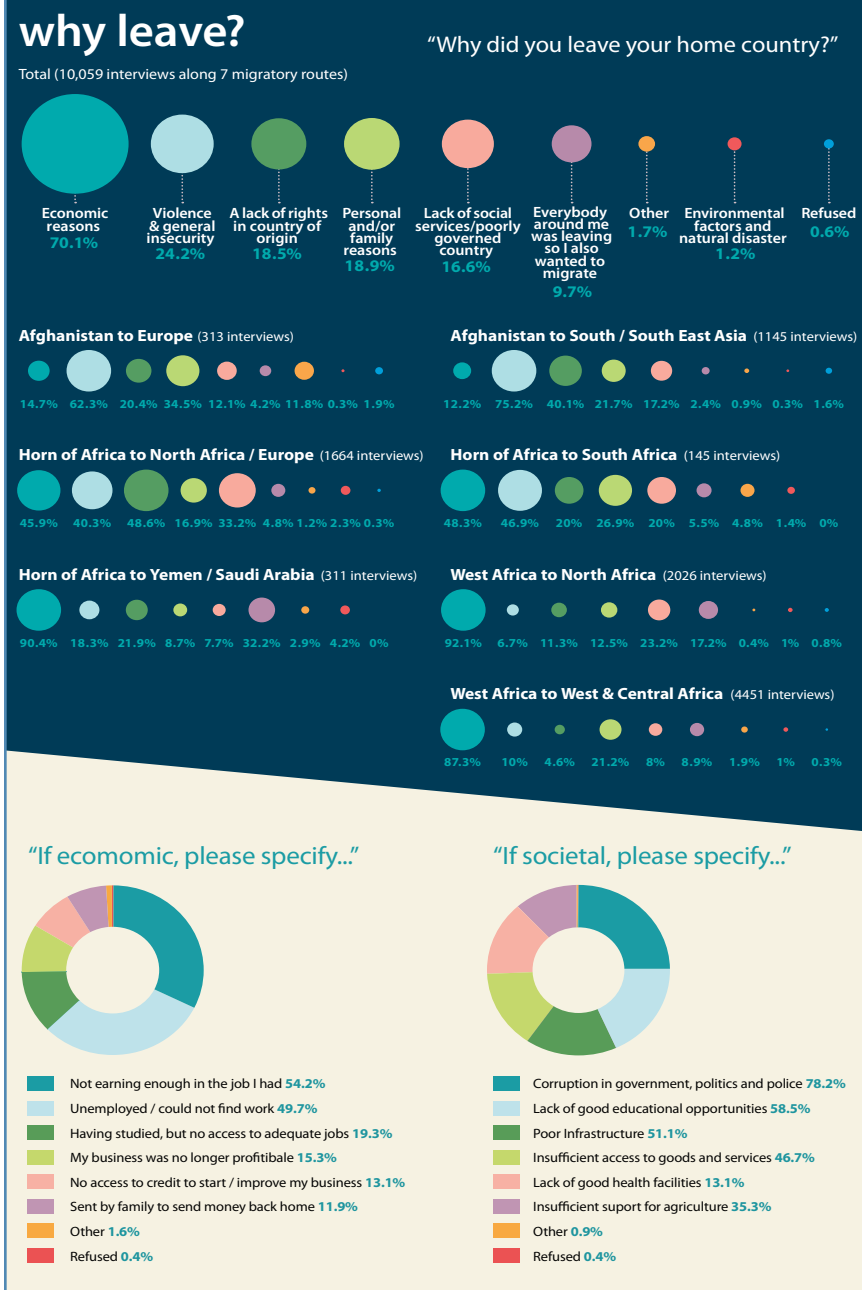 why leave?
“Why did you leave your home country?”
Total (10,059 interviews along 7 migratory routes)
Economic
reasons
70.1%
Violence
& general
insecurity
24.2%
A lack of rights
in country of
origin
18.5%
Personal
and/or
family
reasons
18.9%
Lack of social
services/poorly
governed
country
16.6%
Everybody
around me
was leaving
so I also
wanted to
migrate
9.7%
Other
1.7%
Environmental
factors and
natural disaster
1.2%
Refused
0.6%
Afghanistan to Europe (313 interviews)
14.7% 62.3% 20.4% 34.5% 12.1% 4.2% 11.8% 0.3% 1.9%
Afghanistan to South / South East Asia (1145 interviews)
12.2% 75.2% 40.1% 21.7% 17.2% 2.4% 0.9% 0.3% 1.6%
Horn of Africa to North Africa / Europe (1664 interviews)
45.9% 40.3% 48.6% 16.9% 33.2% 4.8% 1.2% 2.3% 0.3%
Horn of Africa to South Africa (145 interviews)
48.3% 46.9% 20% 26.9% 20% 5.5% 4.8% 1.4% 0%
Horn of Africa to Yemen / Saudi Arabia (311 interviews)
90.4% 18.3% 21.9% 8.7% 7.7% 32.2% 2.9% 4.2% 0%
West Africa to North Africa (2026 interviews)
92.1% 6.7% 11.3% 12.5% 23.2% 17.2% 0.4% 1% 0.8%
West Africa to West & Central Africa (4451 interviews)
87.3% 10% 4.6% 21.2% 8% 8.9% 1.9% 1% 0.3%
“If ecomomic, please specify...”
Not earning enough in the job I had 54.2%
Unemployed / could not find work 49.7%
Having studied, but no access to adequate jobs 19.3%
My business was no longer profitibale 15.3%
No access to credit to start / improve my business 13.1%
Sent by family to send money back home 11.9%
Other 1.6%
Refused 0.4%
“If societal, please specify...”
Corruption in government, politics and police 78.2%
Lack of good educational opportunities 58.5%
Poor Infrastructure 51.1%
Insufficient access to goods and services 46.7%
Lack of good health facilities 13.1%
Insufficient suport for agriculture 35.3%
Other 0.9%
Refused 0.4%